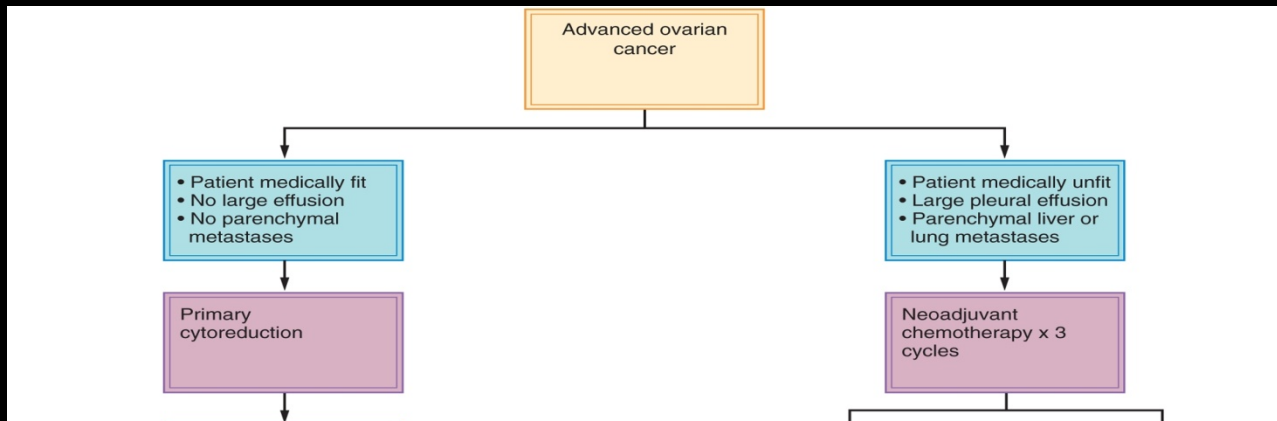 Advanced ovarian
cancer
• Patient medically fit
• No large effusion
• No parenchymal
metastases
• Patient medically unfit
• Large pleural effusion
• Parenchymal liver or
lung metastases
Primary
cytoreduction
Neoadjuvant
chemotherapy x 3
cycles